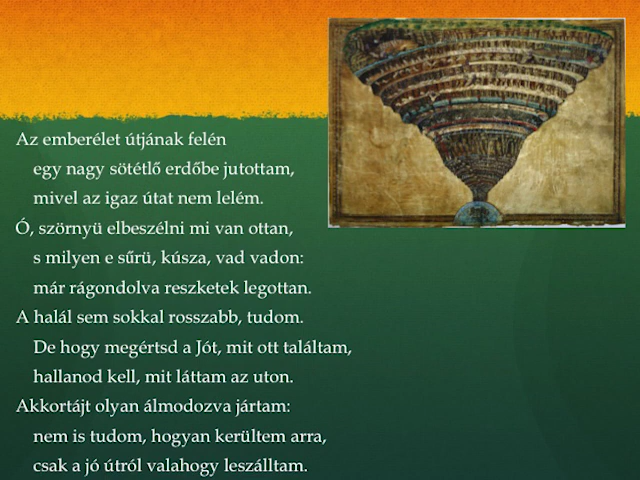 Az emberélet útjának felén
egy nagy sötétlő erdőbe jutottam,
mivel az igaz útat nem lelém.
Ó, szörnyü elbeszélni mi van ottan,
s milyen e sűrü, kúsza, vad vadon:
már rágondolva reszketek legottan.
A halál sem sokkal rosszabb, tudom.
De hogy megértsd a Jót, mit ott találtam,
hallanod kell, mit láttam az uton.
Akkortájt olyan álmodozva jártam:
nem is tudom, hogyan kerültem arra,
csak a jó útról valahogy leszálltam.